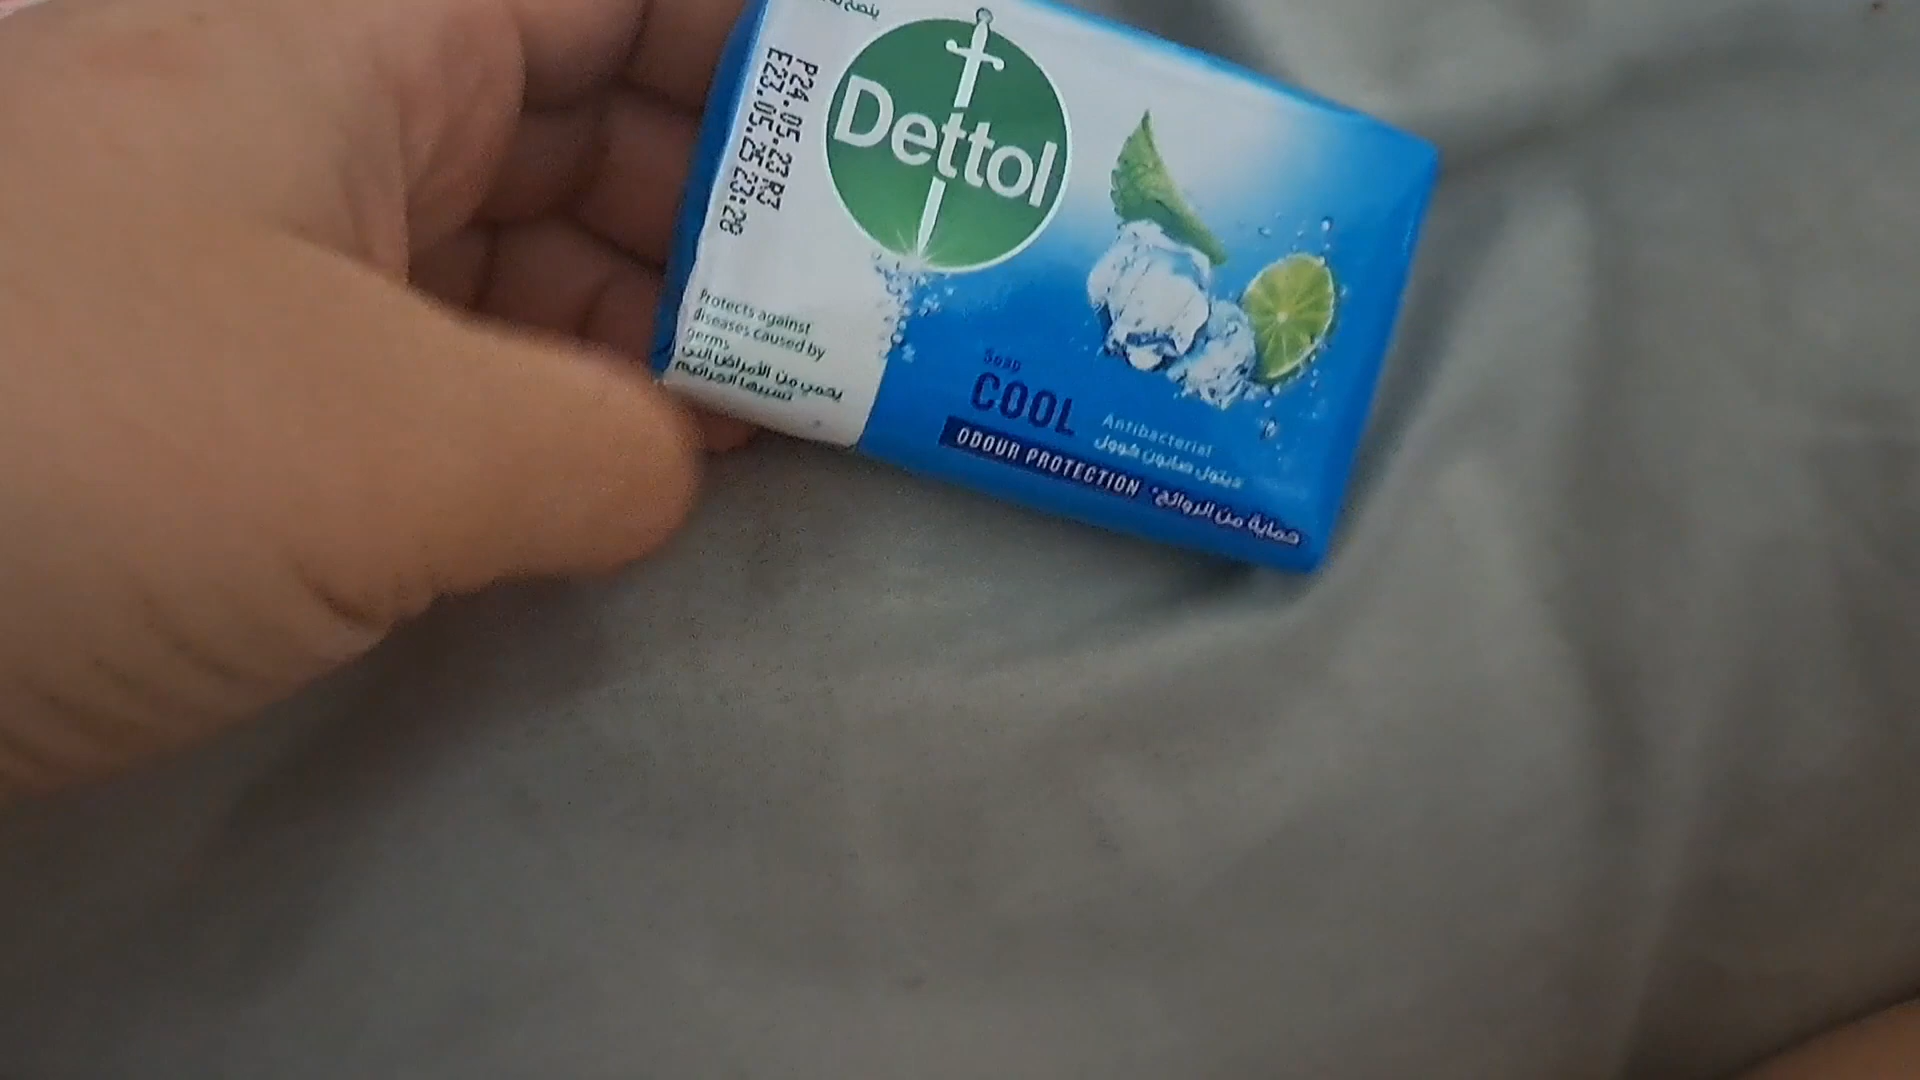 Dettol
P24.05.23 R3
E23.05.25 23:28
Protects against
diseases caused by
germs
يحمي من الأمراض التي
تسببها الجراثيم
Soap
COOL
Antibacterial
ديتول صابون كوول
ODOUR PROTECTION *حماية من الروائح